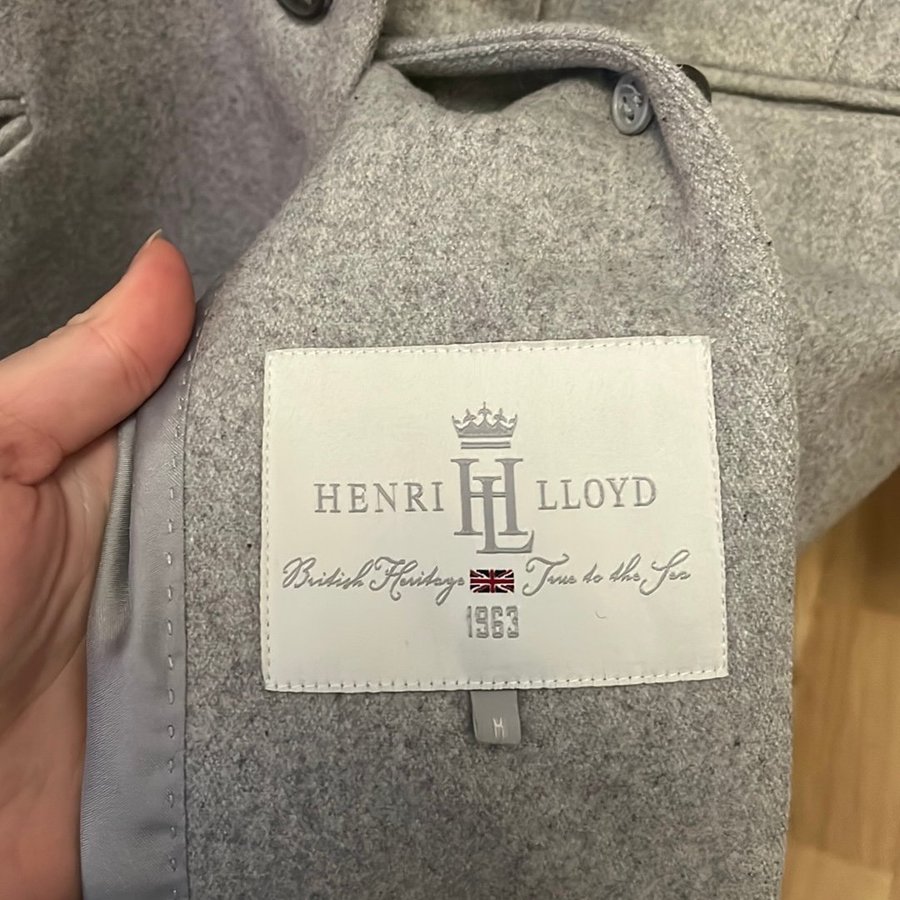 HENRI HL LLOYD
British Heritage True to the Sea
1963
M